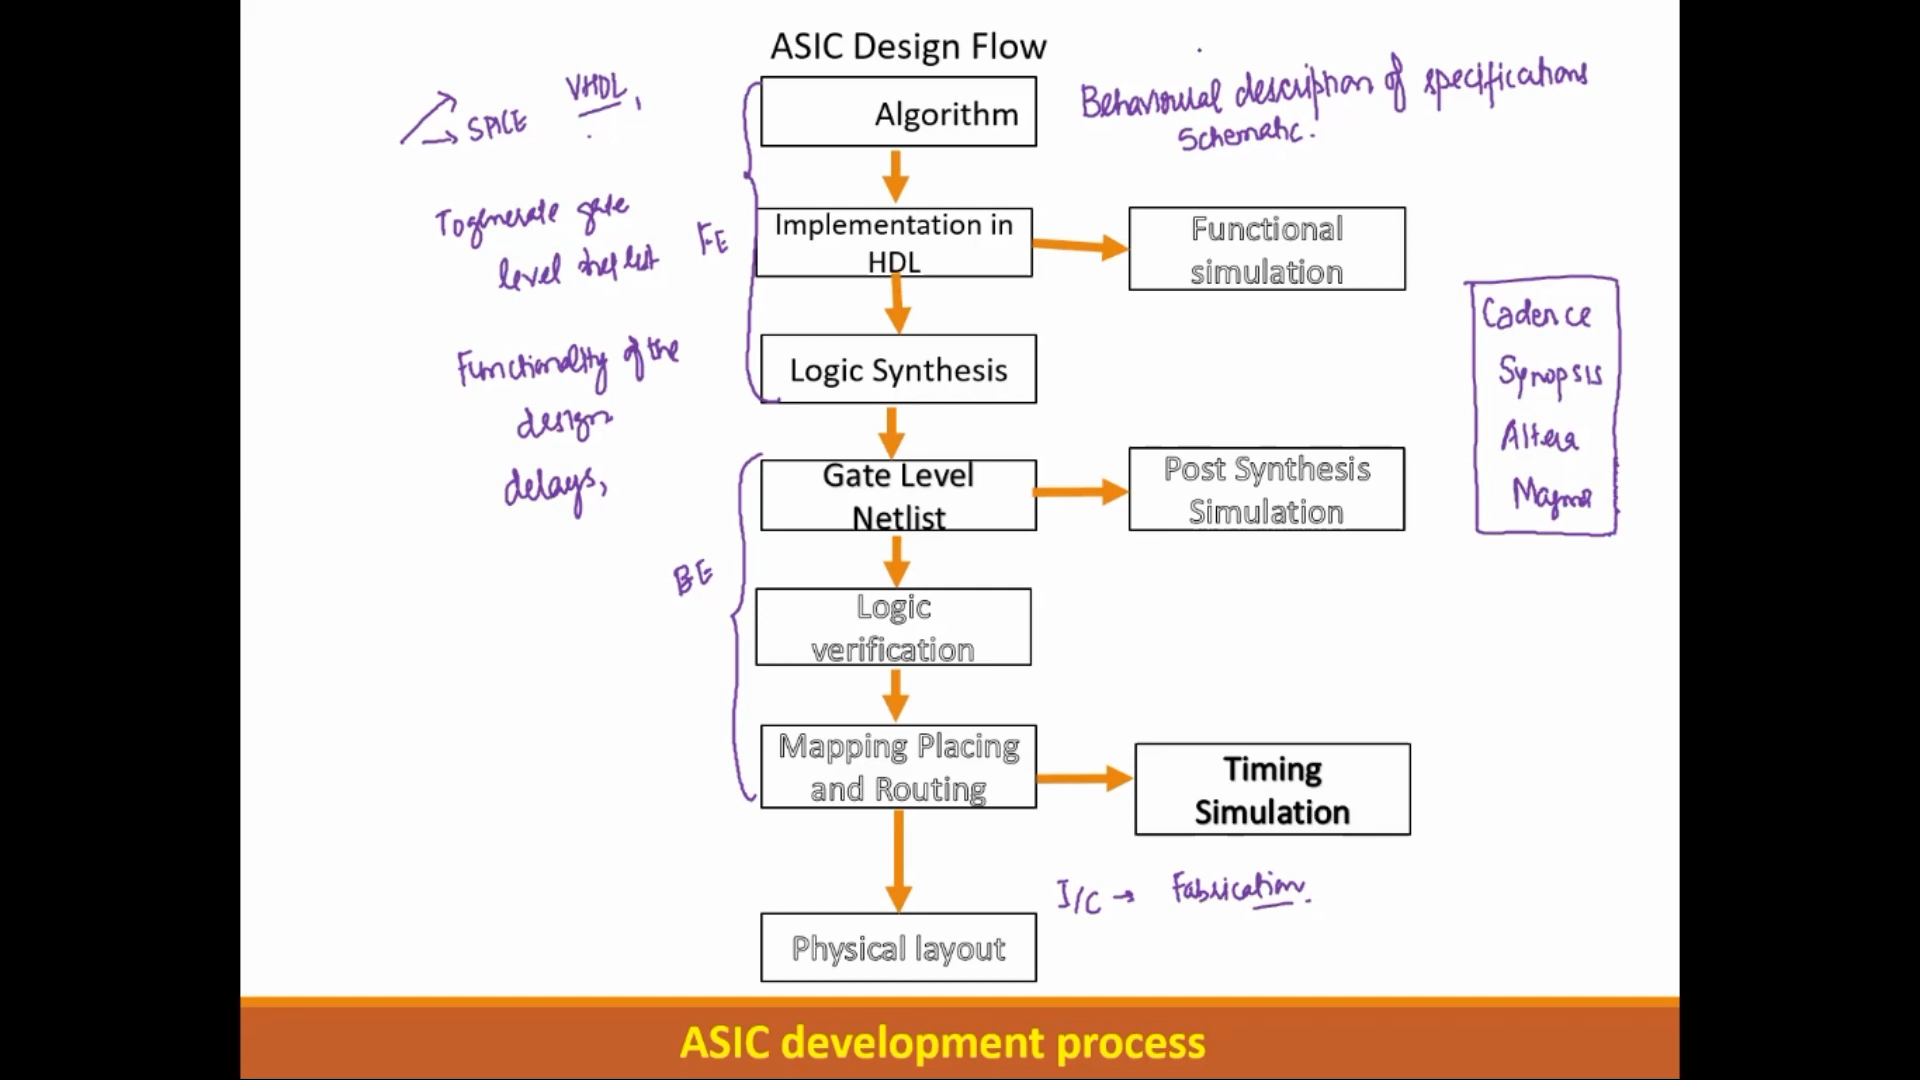 ASIC Design Flow
Algorithm
Behavioural description of specifications
Schematic.
SPICE
VHDL,
Implementation in
HDL
Functional
simulation
To generate gate
level
FE
Logic Synthesis
Functionality of the
design
delays,
Cadence
Synopsis
Altera
Magma
Gate Level
Netlist
Post Synthesis
Simulation
BE
Logic
verification
Mapping Placing
and Routing
Timing
Simulation
I/C → Fabrication.
Physical layout
ASIC development process